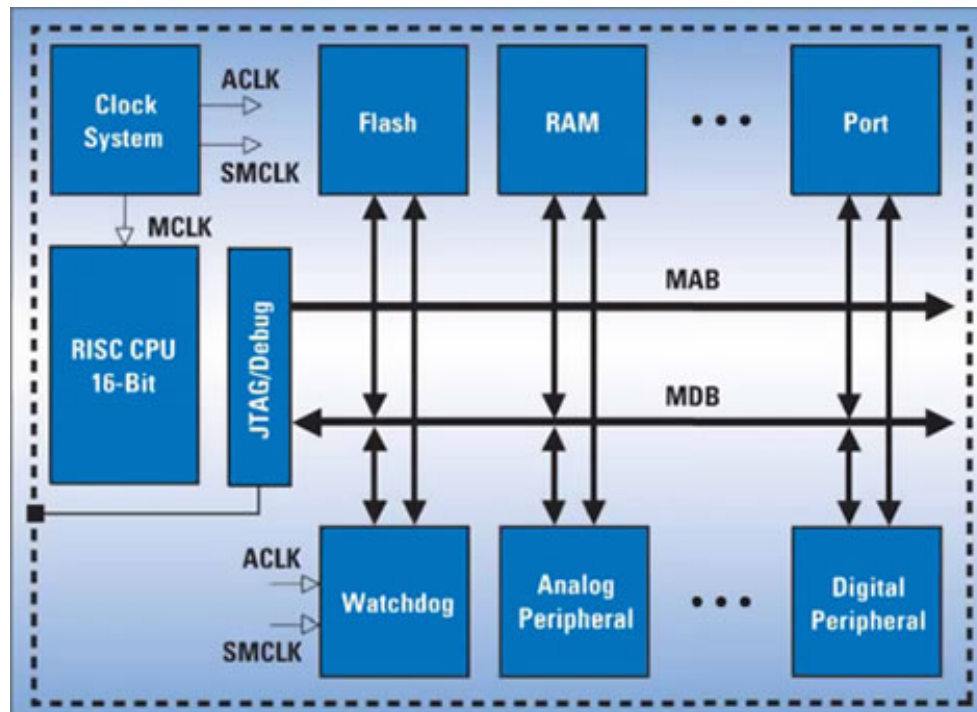 Clock
System
ACLK
SMCLK
MCLK
Flash
RAM
Port
RISC CPU
16-Bit
JTAG/Debug
MAB
MDB
ACLK
SMCLK
Watchdog
Analog
Peripheral
Digital
Peripheral